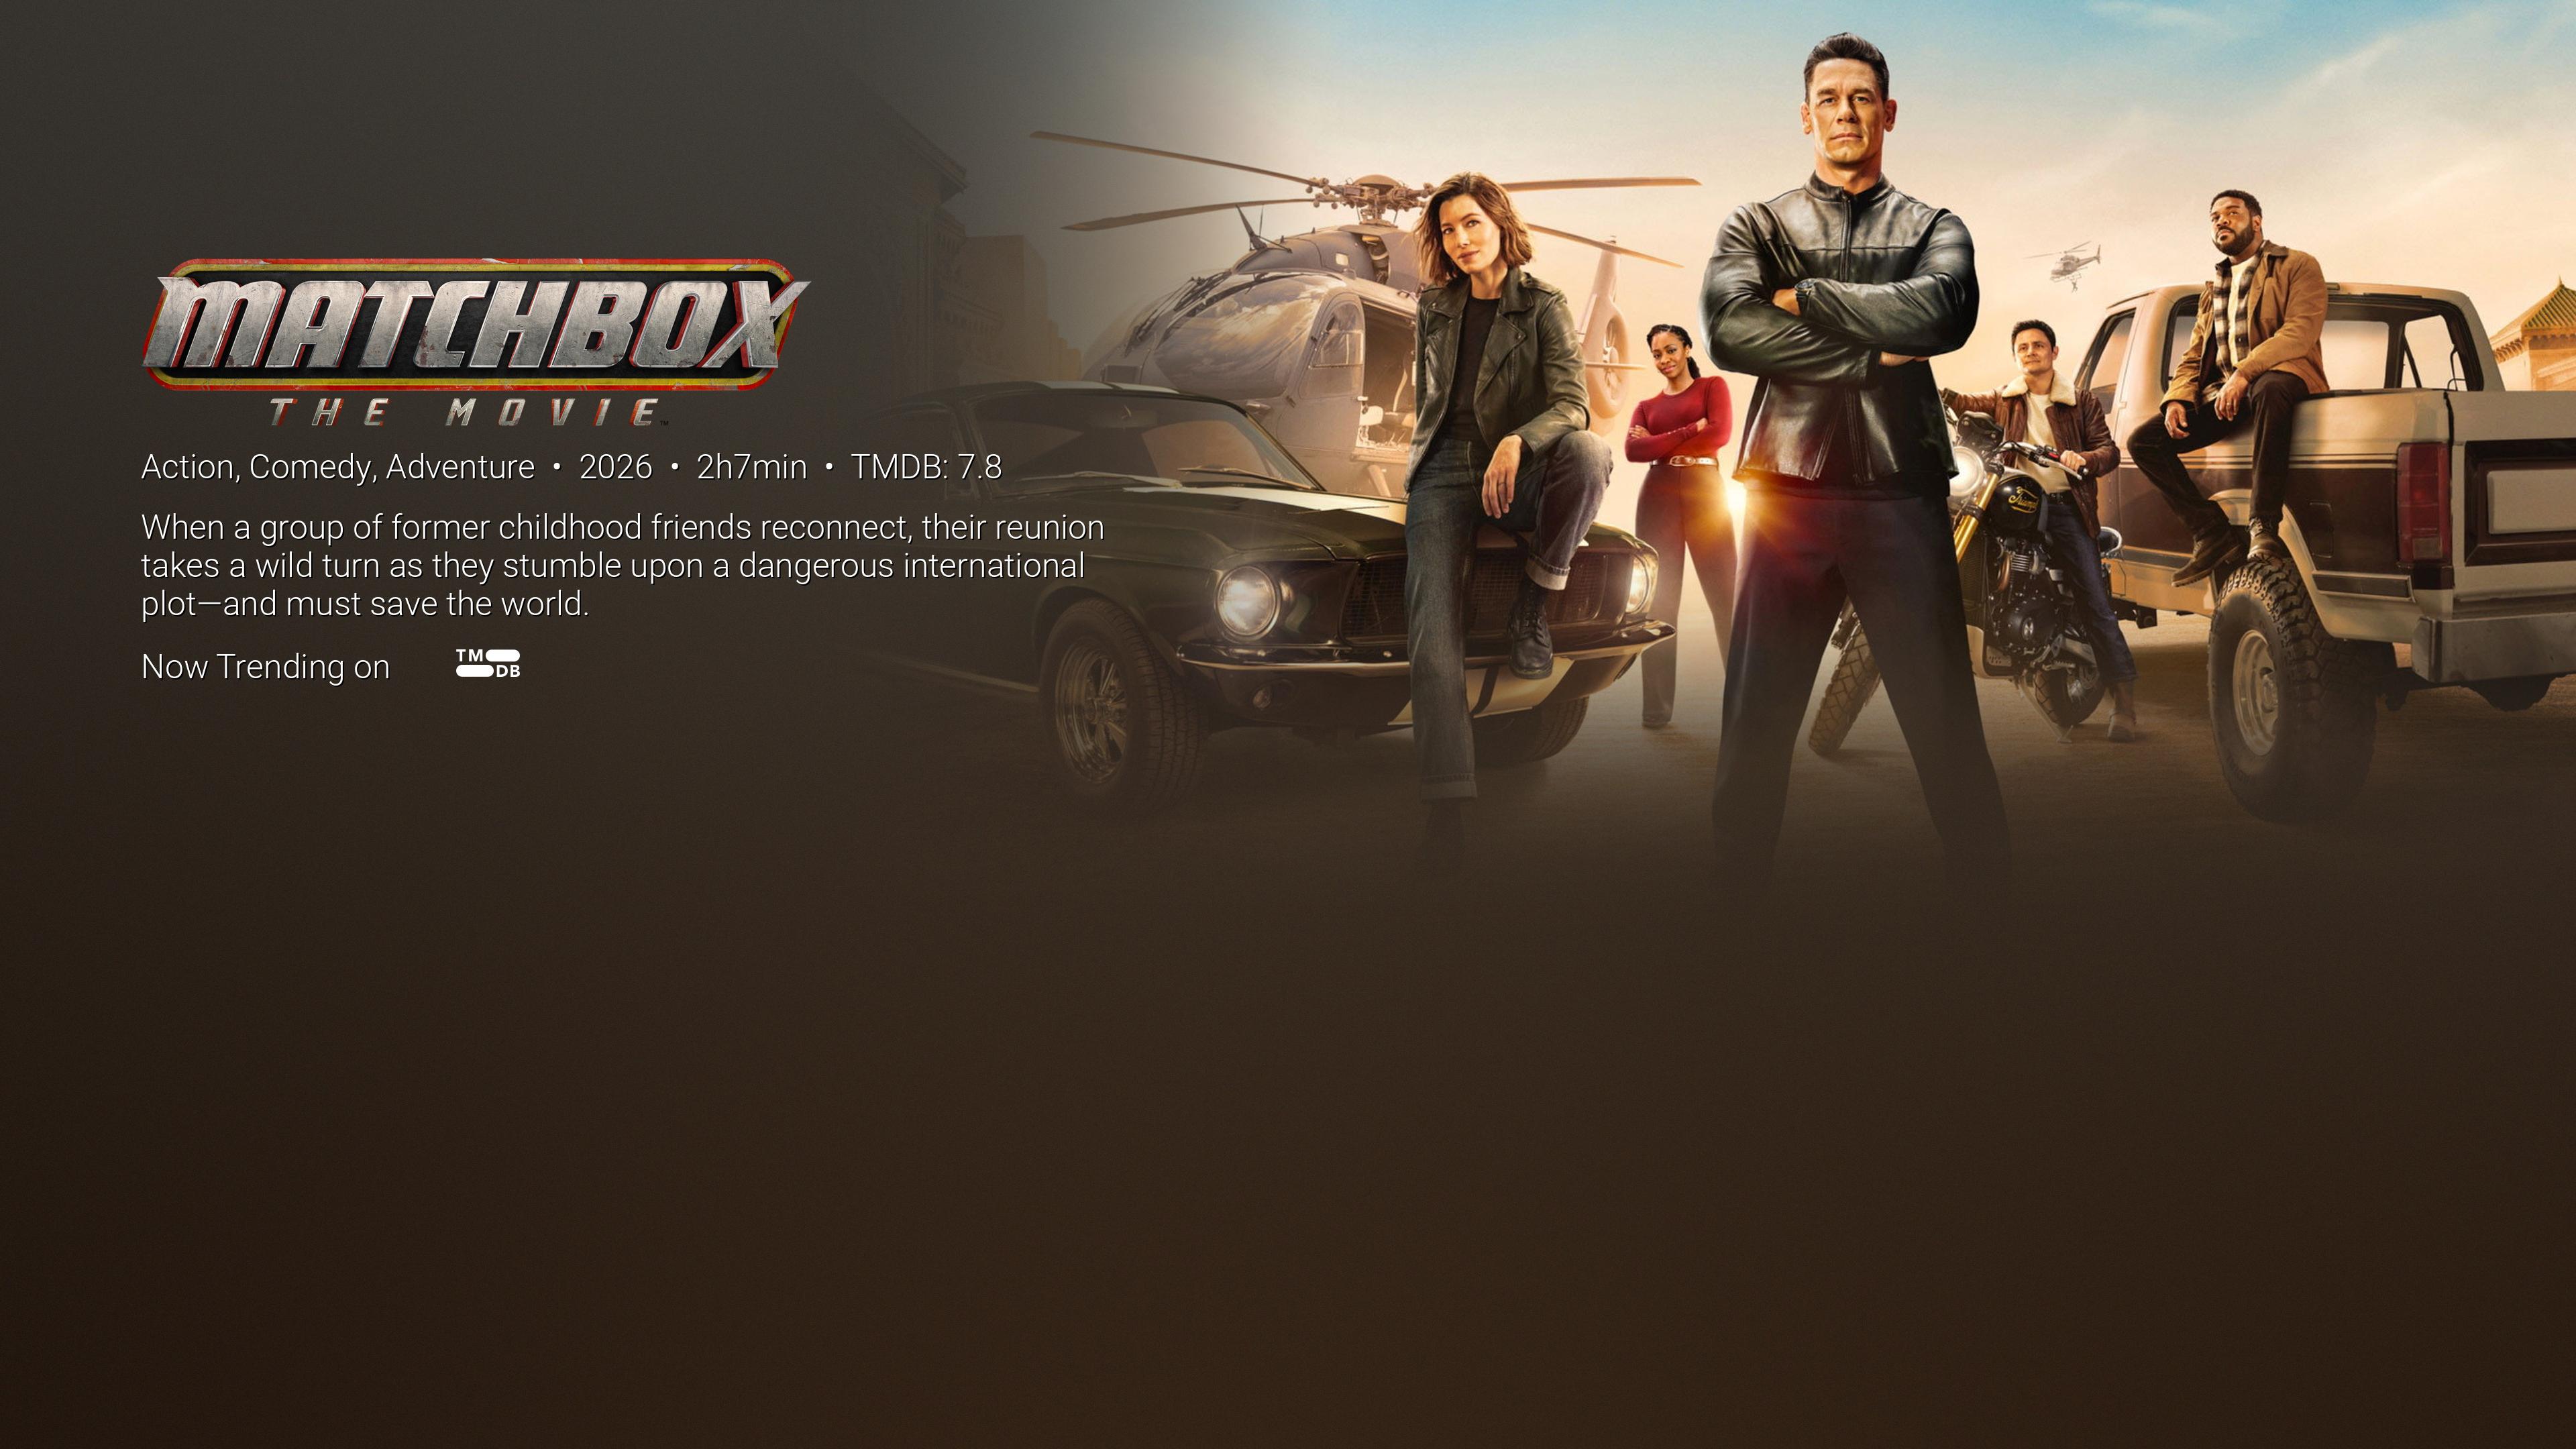 MATCHBOX
THE MOVIE™
Action, Comedy, Adventure • 2026 • 2h7min • TMDB: 7.8
When a group of former childhood friends reconnect, their reunion
takes a wild turn as they stumble upon a dangerous international
plot—and must save the world.
Now Trending on TMDB
Triumph